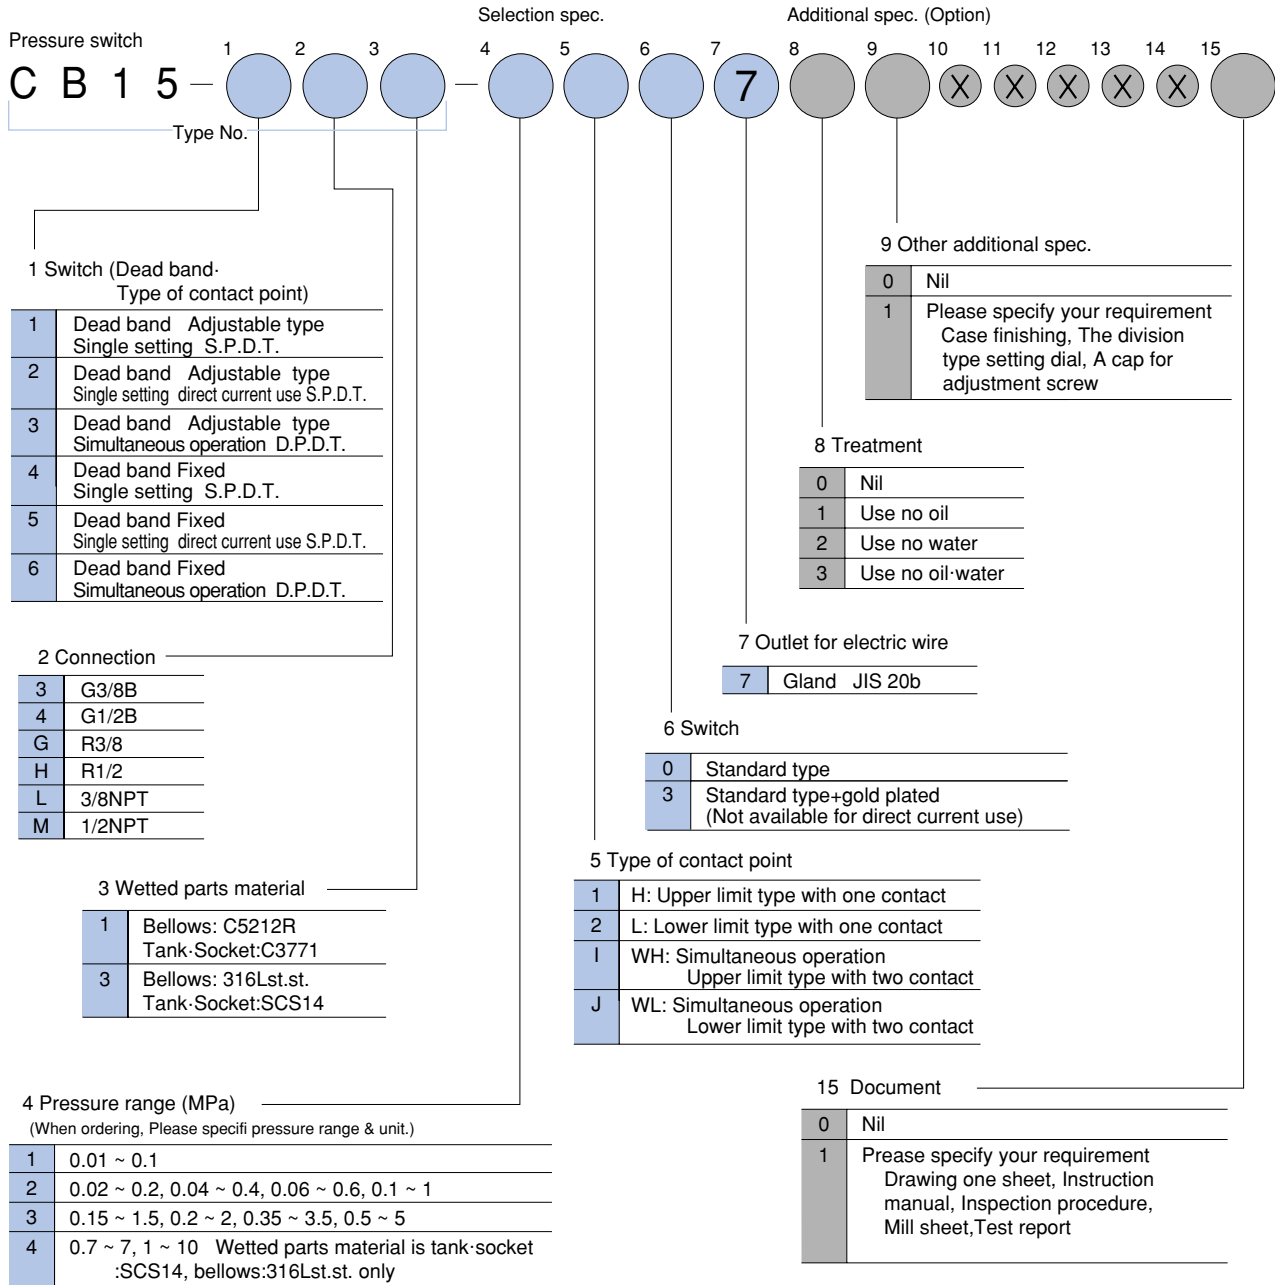 Selection spec.
Additional spec. (Option)
Pressure switch
1 2 3 4 5 6 7 8 9 10 11 12 13 14 15
C B 1 5 – – 7 X X X X X
Type No.
1 Switch (Dead band·
Type of contact point)
1 Dead band Adjustable type
Single setting S.P.D.T.
2 Dead band Adjustable type
Single setting direct current use S.P.D.T.
3 Dead band Adjustable type
Simultaneous operation D.P.D.T.
4 Dead band Fixed
Single setting S.P.D.T.
5 Dead band Fixed
Single setting direct current use S.P.D.T.
6 Dead band Fixed
Simultaneous operation D.P.D.T.
2 Connection
3 G3/8B
4 G1/2B
G R3/8
H R1/2
L 3/8NPT
M 1/2NPT
3 Wetted parts material
1 Bellows: C5212R
Tank·Socket:C3771
3 Bellows: 316Lst.st.
Tank·Socket:SCS14
4 Pressure range (MPa)
(When ordering, Please specifi pressure range & unit.)
1 0.01 ~ 0.1
2 0.02 ~ 0.2, 0.04 ~ 0.4, 0.06 ~ 0.6, 0.1 ~ 1
3 0.15 ~ 1.5, 0.2 ~ 2, 0.35 ~ 3.5, 0.5 ~ 5
4 0.7 ~ 7, 1 ~ 10 Wetted parts material is tank·socket
:SCS14, bellows:316Lst.st. only
5 Type of contact point
1 H: Upper limit type with one contact
2 L: Lower limit type with one contact
I WH: Simultaneous operation
Upper limit type with two contact
J WL: Simultaneous operation
Lower limit type with two contact
6 Switch
0 Standard type
3 Standard type+gold plated
(Not available for direct current use)
7 Outlet for electric wire
7 Gland JIS 20b
8 Treatment
0 Nil
1 Use no oil
2 Use no water
3 Use no oil·water
9 Other additional spec.
0 Nil
1 Please specify your requirement
Case finishing, The division
type setting dial, A cap for
adjustment screw
15 Document
0 Nil
1 Prease specify your requirement
Drawing one sheet, Instruction
manual, Inspection procedure,
Mill sheet,Test report